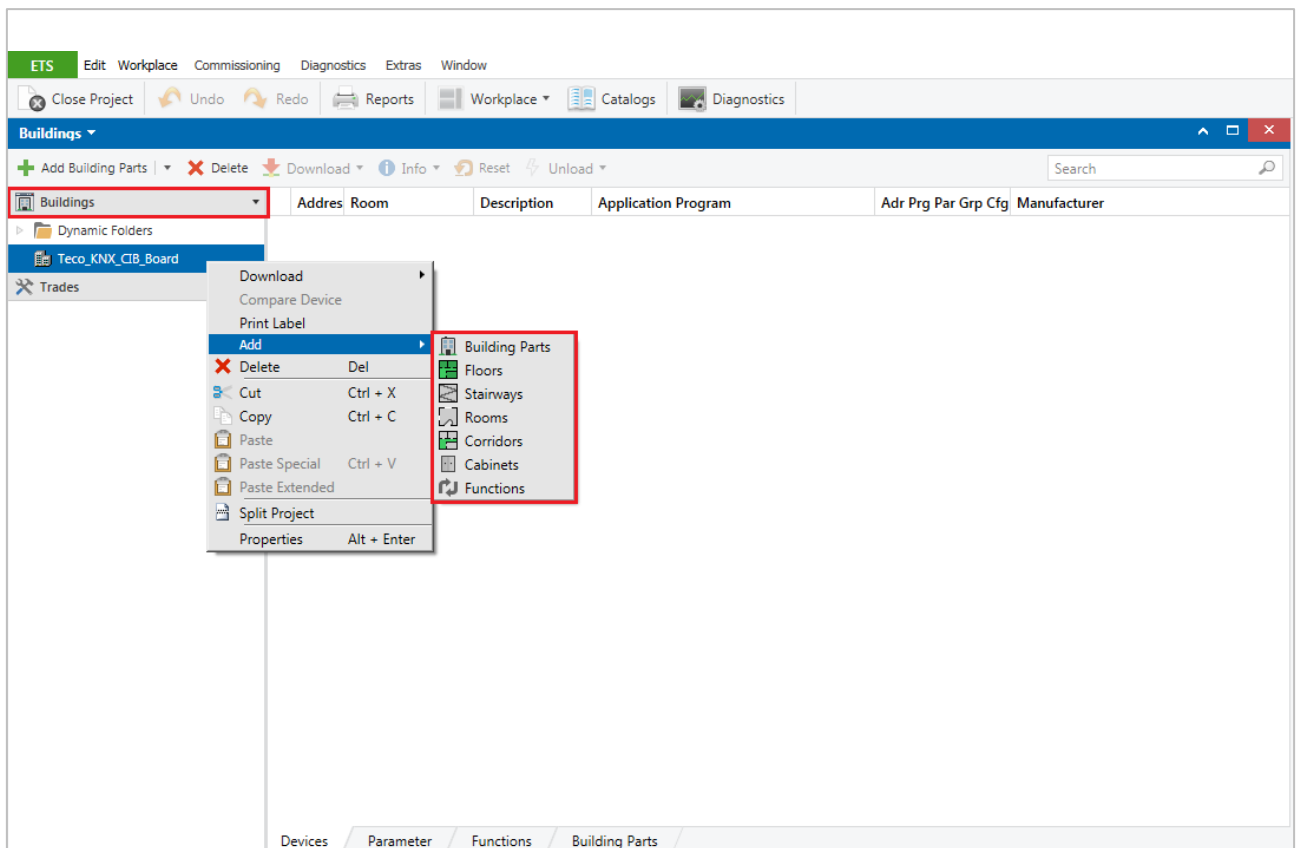 ETS Edit Workplace Commissioning Diagnostics Extras Window
Close Project Undo Redo Reports Workplace Catalogs Diagnostics
Buildings
Add Building Parts Delete Download Info Reset Unload Search
Buildings Addres Room Description Application Program Adr Prg Par Grp Cfg Manufacturer
Dynamic Folders
Teco_KNX_CIB_Board
Trades
Download
Compare Device
Print Label
Add
Delete Del
Cut Ctrl + X
Copy Ctrl + C
Paste
Paste Special Ctrl + V
Paste Extended
Split Project
Properties Alt + Enter
Building Parts
Floors
Stairways
Rooms
Corridors
Cabinets
Functions
Devices Parameter Functions Building Parts